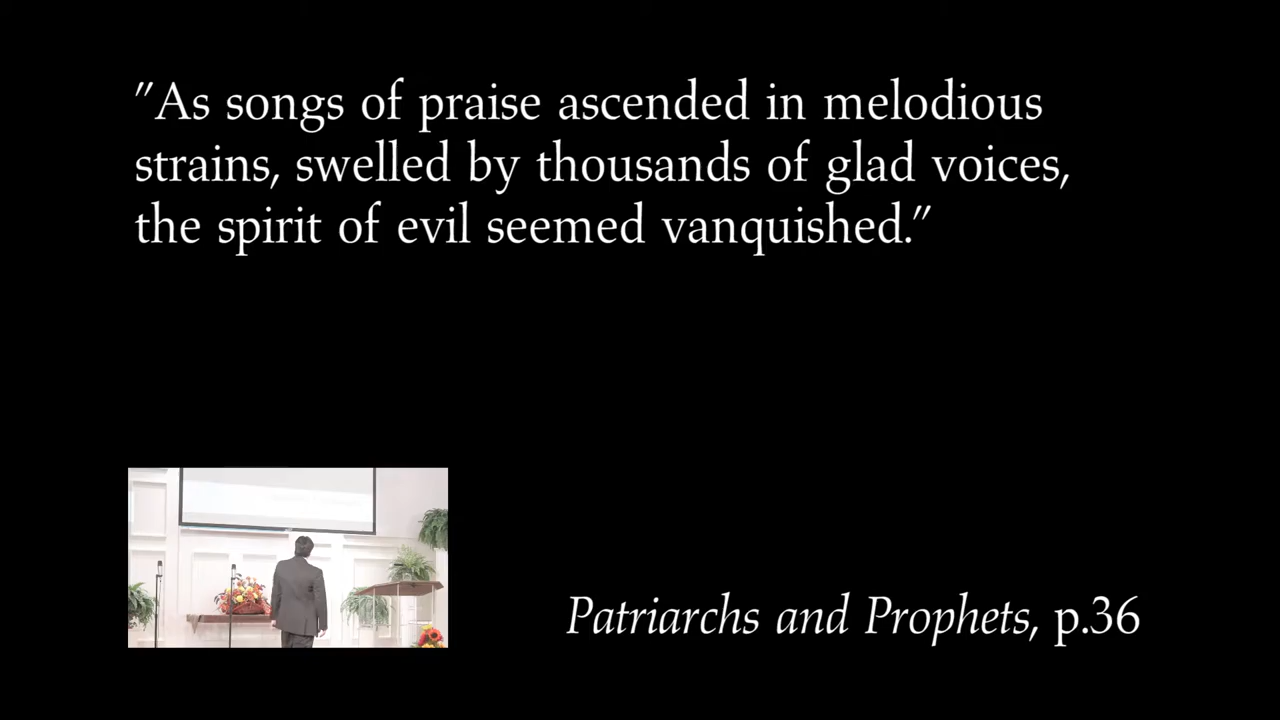 ”As songs of praise ascended in melodious
strains, swelled by thousands of glad voices,
the spirit of evil seemed vanquished.”
Patriarchs and Prophets, p.36